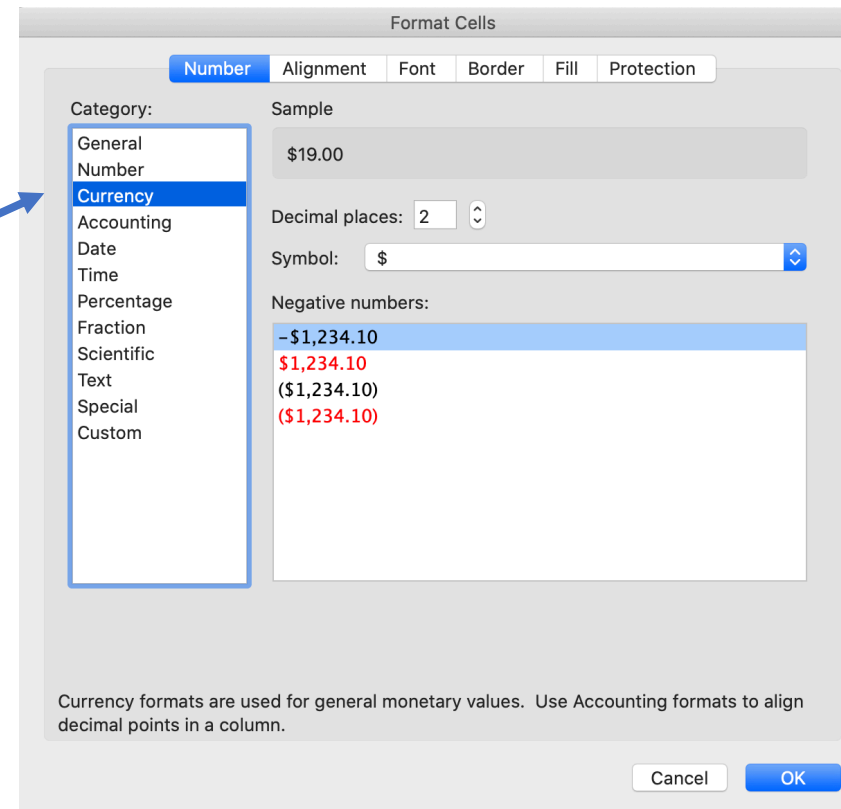 Format Cells
Number Alignment Font Border Fill Protection
Category:
General
Number
Currency
Accounting
Date
Time
Percentage
Fraction
Scientific
Text
Special
Custom
Sample
$19.00
Decimal places: 2
Symbol: $
Negative numbers:
-$1,234.10
$1,234.10
($1,234.10)
($1,234.10)
Currency formats are used for general monetary values.  Use Accounting formats to align
decimal points in a column.
Cancel OK